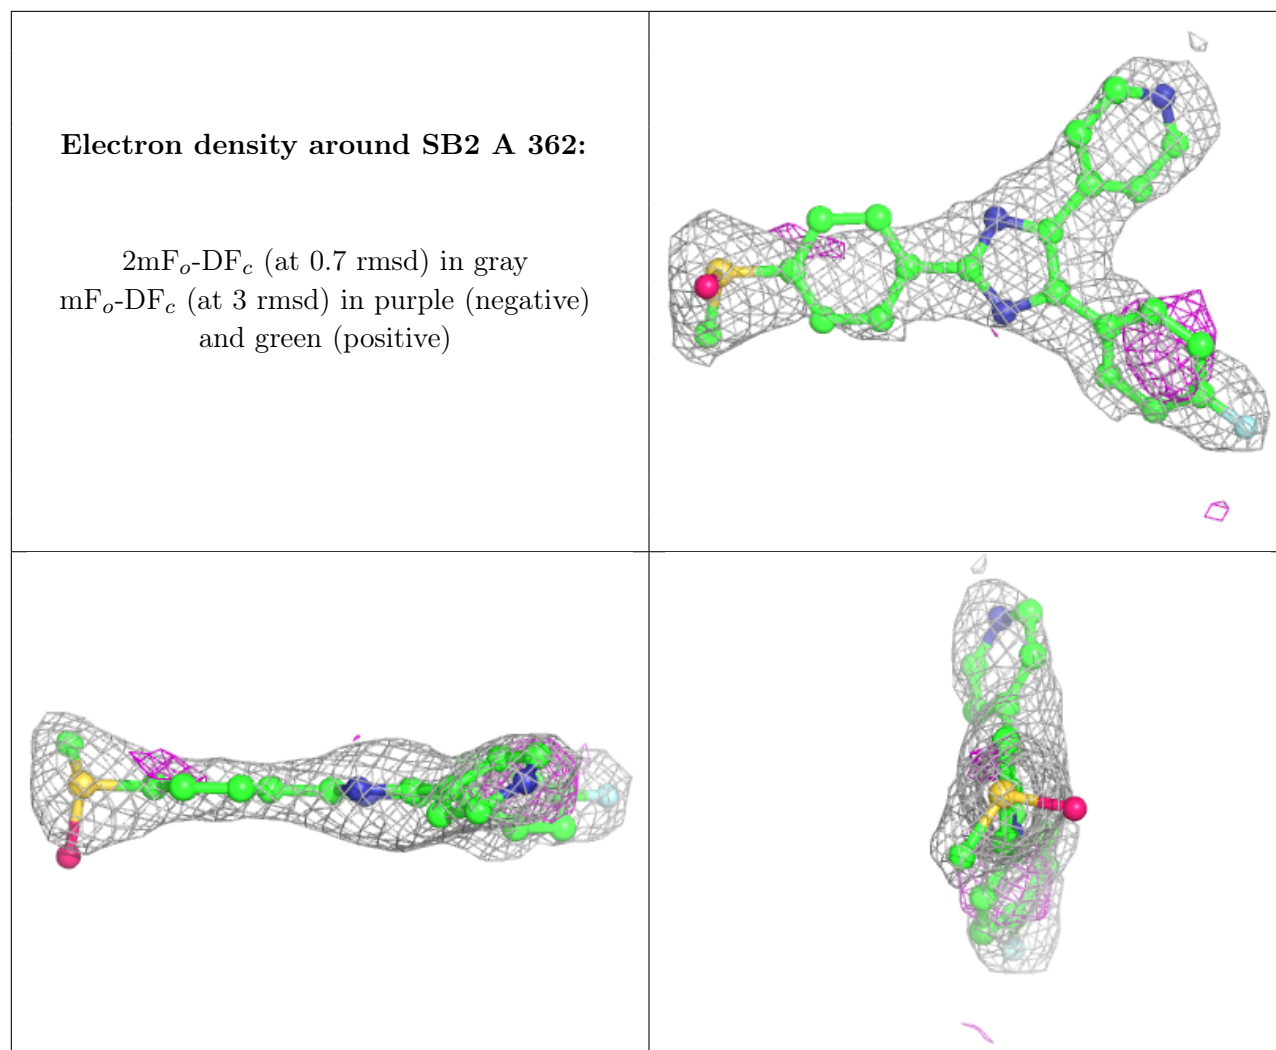 Electron density around SB2 A 362:
2mFₒ-DF𝒸 (at 0.7 rmsd) in gray
mFₒ-DF𝒸 (at 3 rmsd) in purple (negative)
and green (positive)